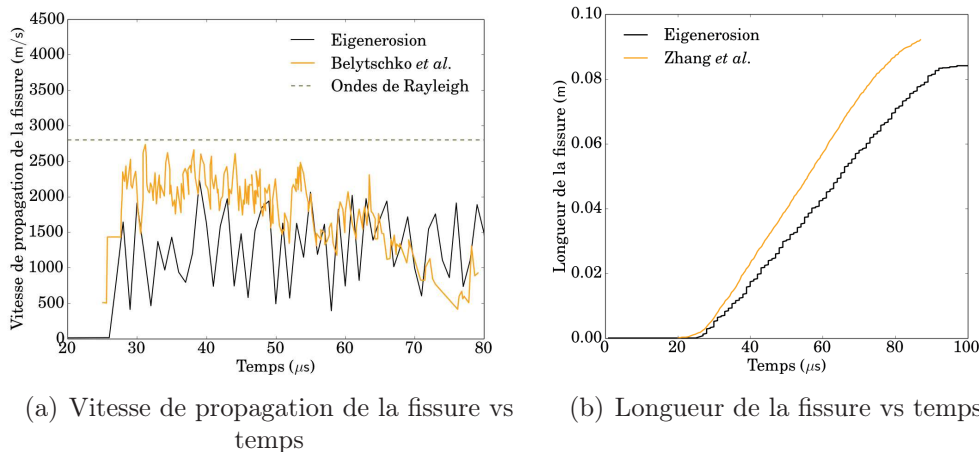 4500
4000
3500
3000
2500
2000
1500
1000
500
0
Vitesse de propagation de la fissure (m/s)
Eigenerosion
Belytschko et al.
Ondes de Rayleigh
20 30 40 50 60 70 80
Temps (μs)
(a) Vitesse de propagation de la fissure vs
temps
0.10
0.08
0.06
0.04
0.02
0.00
Longueur de la fissure (m)
Eigenerosion
Zhang et al.
0 20 40 60 80 100
Temps (μs)
(b) Longueur de la fissure vs temps